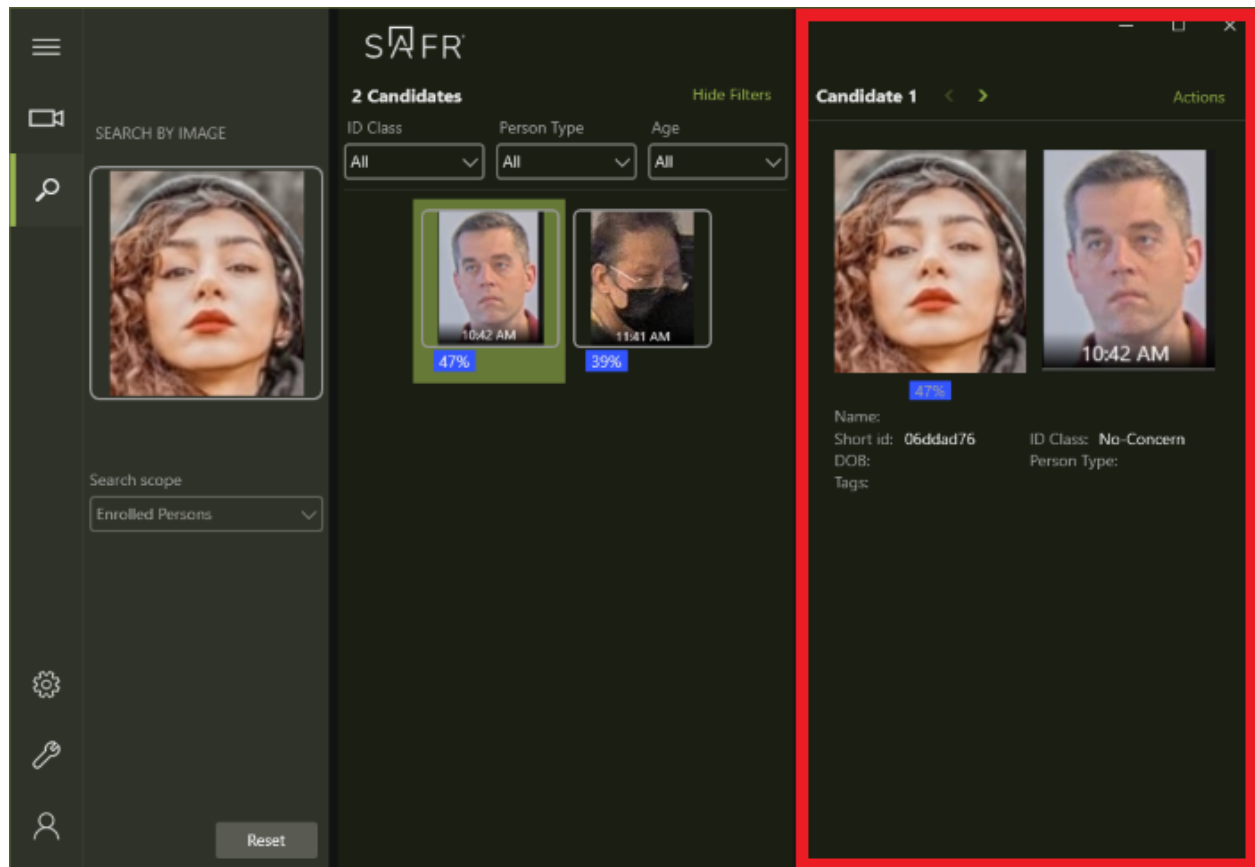 SEARCH BY IMAGE
Search scope
Enrolled Persons
Reset
SAFR
2 Candidates
Hide Filters
ID Class Person Type Age
All All All
10:42 AM 11:41 AM
47% 39%
Candidate 1 < >
Actions
10:42 AM
47%
Name:
Short id: 06ddad76 ID Class: No-Concern
DOB: Person Type:
Tags: